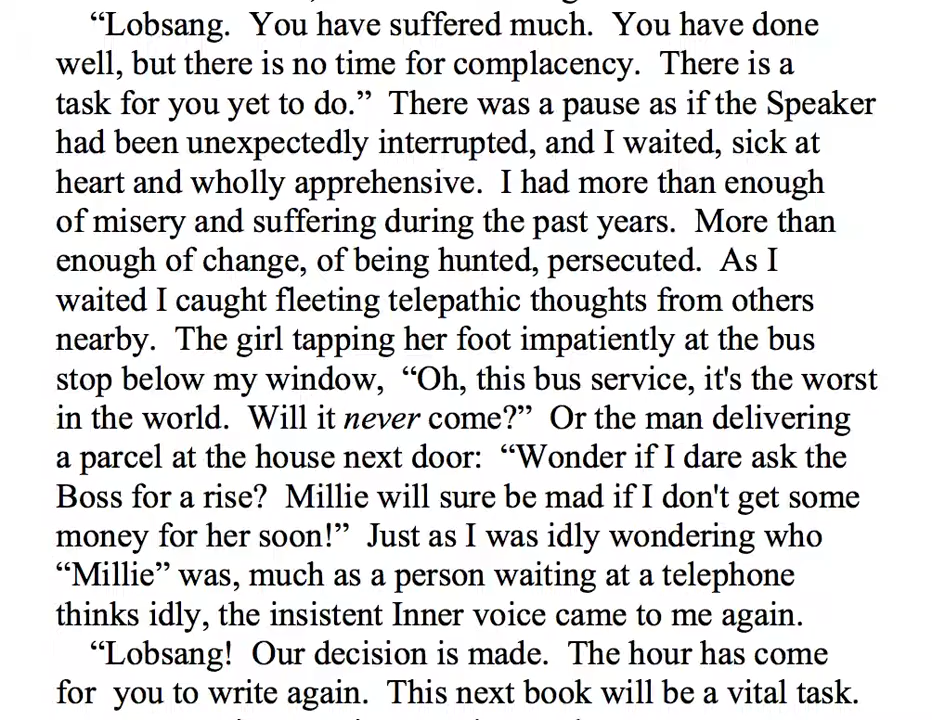 “Lobsang.  You have suffered much.  You have done
well, but there is no time for complacency.  There is a
task for you yet to do.”  There was a pause as if the Speaker
had been unexpectedly interrupted, and I waited, sick at
heart and wholly apprehensive.  I had more than enough
of misery and suffering during the past years.  More than
enough of change, of being hunted, persecuted.  As I
waited I caught fleeting telepathic thoughts from others
nearby.  The girl tapping her foot impatiently at the bus
stop below my window,  “Oh, this bus service, it's the worst
in the world.  Will it never come?”  Or the man delivering
a parcel at the house next door:  “Wonder if I dare ask the
Boss for a rise?  Millie will sure be mad if I don't get some
money for her soon!”  Just as I was idly wondering who
“Millie” was, much as a person waiting at a telephone
thinks idly, the insistent Inner voice came to me again.
“Lobsang!  Our decision is made.  The hour has come
for  you to write again.  This next book will be a vital task.